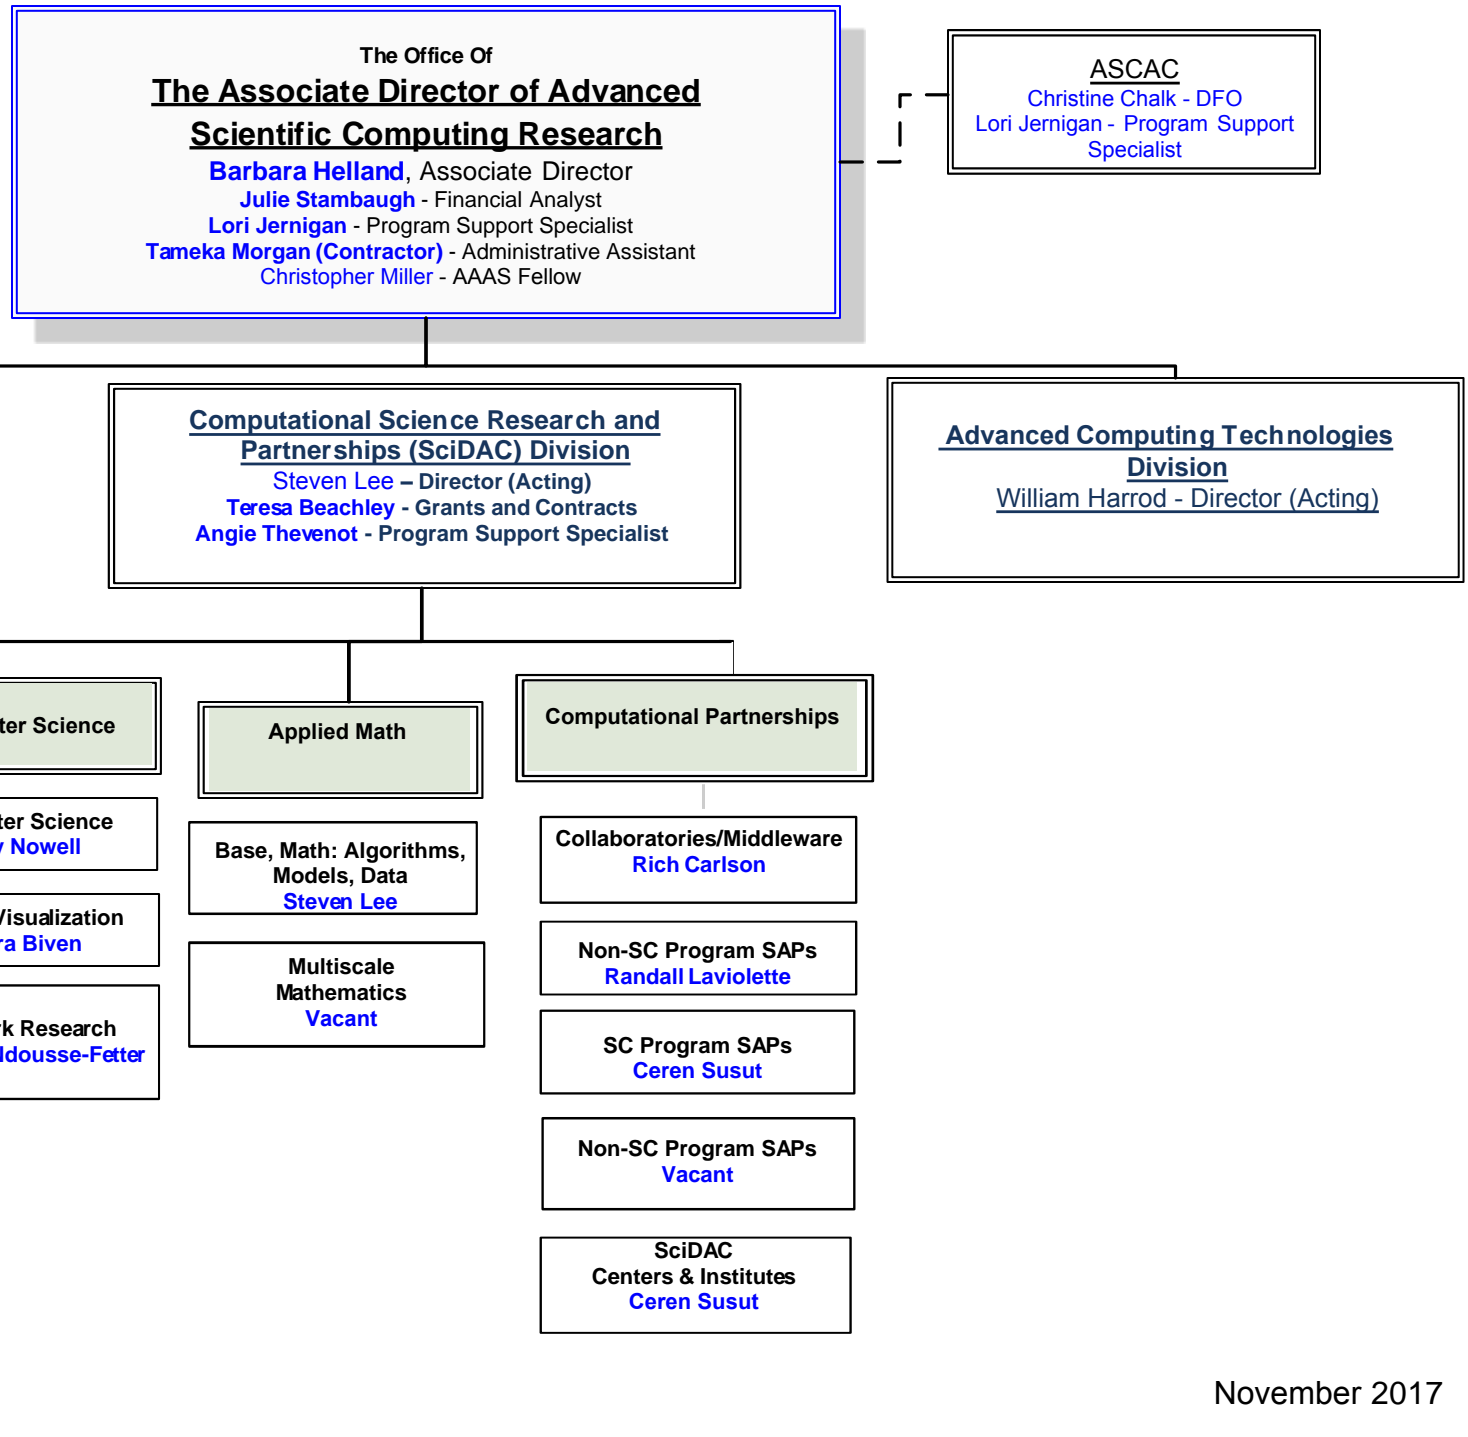 The Office Of
The Associate Director of Advanced
Scientific Computing Research
Barbara Helland, Associate Director
Julie Stambaugh - Financial Analyst
Lori Jernigan - Program Support Specialist
Tameka Morgan (Contractor) - Administrative Assistant
Christopher Miller - AAAS Fellow
ASCAC
Christine Chalk - DFO
Lori Jernigan - Program Support
Specialist
Computational Science Research and
Partnerships (SciDAC) Division
Steven Lee – Director (Acting)
Teresa Beachley - Grants and Contracts
Angie Thevenot - Program Support Specialist
Advanced Computing Technologies
Division
William Harrod - Director (Acting)
Science
Science
Nowell
Visualization
Biven
Research
Applied Math
Base, Math: Algorithms,
Models, Data
Steven Lee
Multiscale
Mathematics
Vacant
Computational Partnerships
Collaboratories/Middleware
Rich Carlson
Non-SC Program SAPs
Randall Laviolette
SC Program SAPs
Ceren Susut
Non-SC Program SAPs
Vacant
SciDAC
Centers & Institutes
Ceren Susut
November 2017